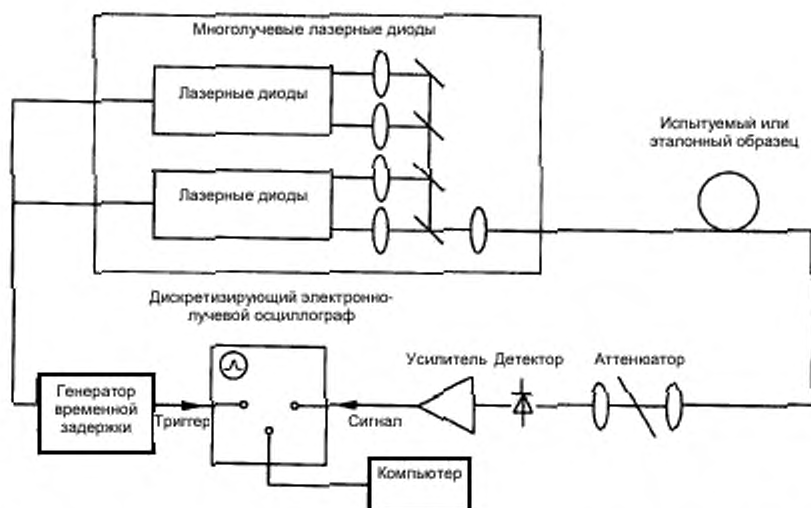 Многолучевые лазерные диоды
Лазерные диоды
Лазерные диоды
Испытуемый или
эталонный образец
Дискретизирующий электронно-
лучевой осциллограф
Генератор
временной
задержки
Триггер
Сигнал
Усилитель
Детектор
Аттенюатор
Компьютер